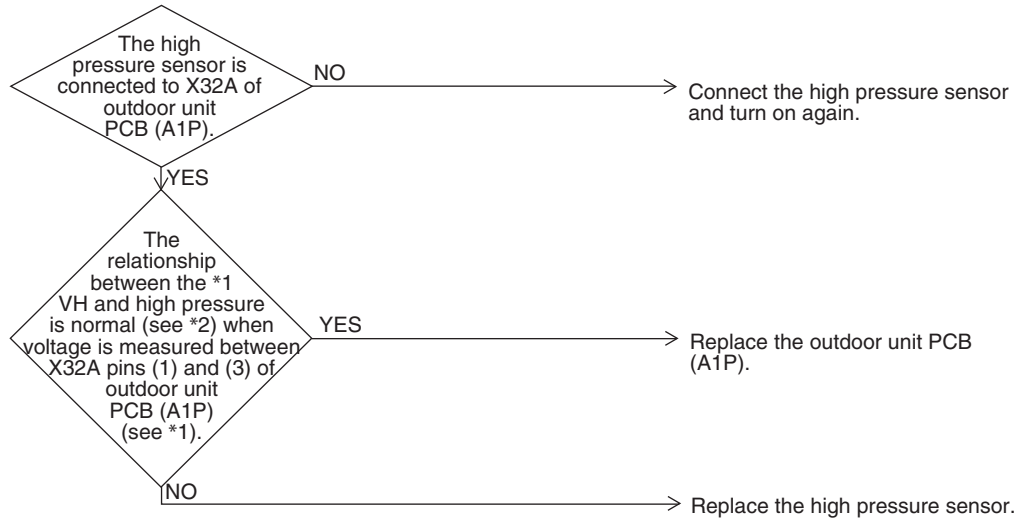 The high
pressure sensor is
connected to X32A of
outdoor unit
PCB (A1P).
NO
Connect the high pressure sensor
and turn on again.
YES
The
relationship
between the *1
VH and high pressure
is normal (see *2) when
voltage is measured between
X32A pins (1) and (3) of
outdoor unit
PCB (A1P)
(see *1).
YES
Replace the outdoor unit PCB
(A1P).
NO
Replace the high pressure sensor.